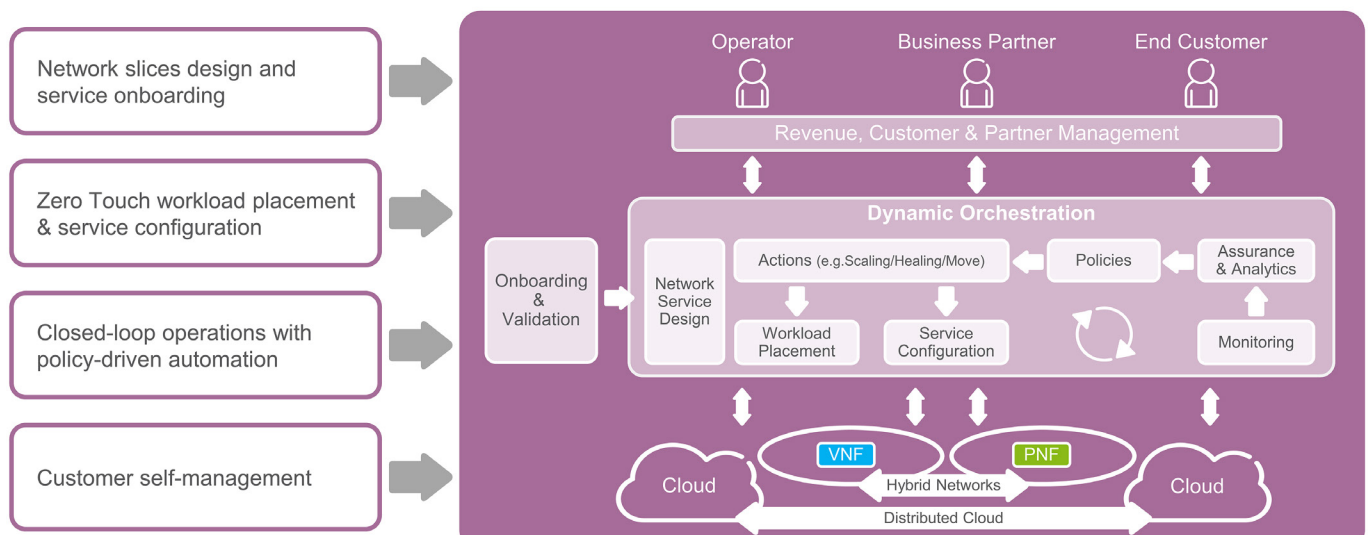 Network slices design and
service onboarding
Zero Touch workload placement
& service configuration
Closed-loop operations with
policy-driven automation
Customer self-management
Operator
Business Partner
End Customer
Revenue, Customer & Partner Management
Dynamic Orchestration
Onboarding
&
Validation
Network
Service
Design
Actions (e.g.Scaling/Healing/Move)
Policies
Assurance
& Analytics
Workload
Placement
Service
Configuration
Monitoring
VNF
PNF
Cloud
Hybrid Networks
Cloud
Distributed Cloud